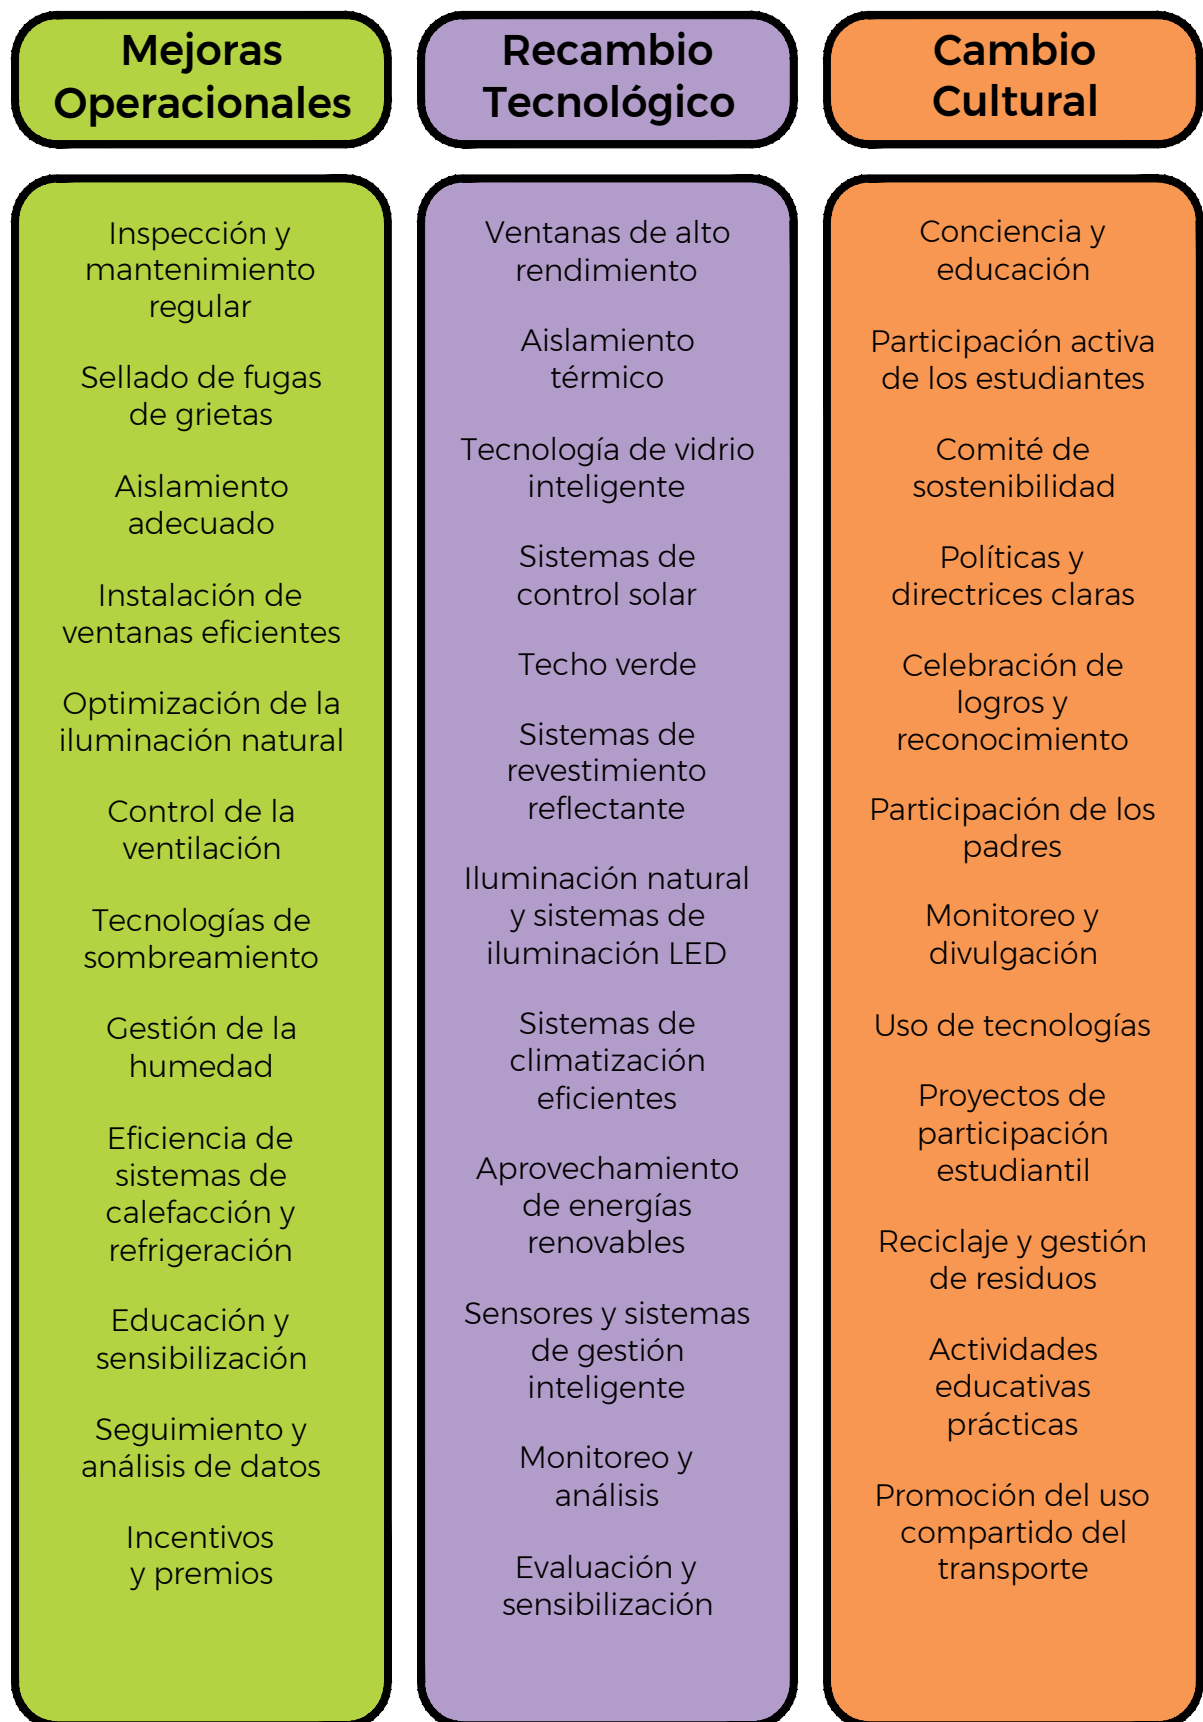 Mejoras
Operacionales
Inspección y
mantenimiento
regular
Sellado de fugas
de grietas
Aislamiento
adecuado
Instalación de
ventanas eficientes
Optimización de la
iluminación natural
Control de la
ventilación
Tecnologías de
sombreamiento
Gestión de la
humedad
Eficiencia de
sistemas de
calefacción y
refrigeración
Educación y
sensibilización
Seguimiento y
análisis de datos
Incentivos
y premios
Recambio
Tecnológico
Ventanas de alto
rendimiento
Aislamiento
térmico
Tecnología de vidrio
inteligente
Sistemas de
control solar
Techo verde
Sistemas de
revestimiento
reflectante
Iluminación natural
y sistemas de
iluminación LED
Sistemas de
climatización
eficientes
Aprovechamiento
de energías
renovables
Sensores y sistemas
de gestión
inteligente
Monitoreo y
análisis
Evaluación y
sensibilización
Cambio
Cultural
Conciencia y
educación
Participación activa
de los estudiantes
Comité de
sostenibilidad
Políticas y
directrices claras
Celebración de
logros y
reconocimiento
Participación de los
padres
Monitoreo y
divulgación
Uso de tecnologías
Proyectos de
participación
estudiantil
Reciclaje y gestión
de residuos
Actividades
educativas
prácticas
Promoción del uso
compartido del
transporte